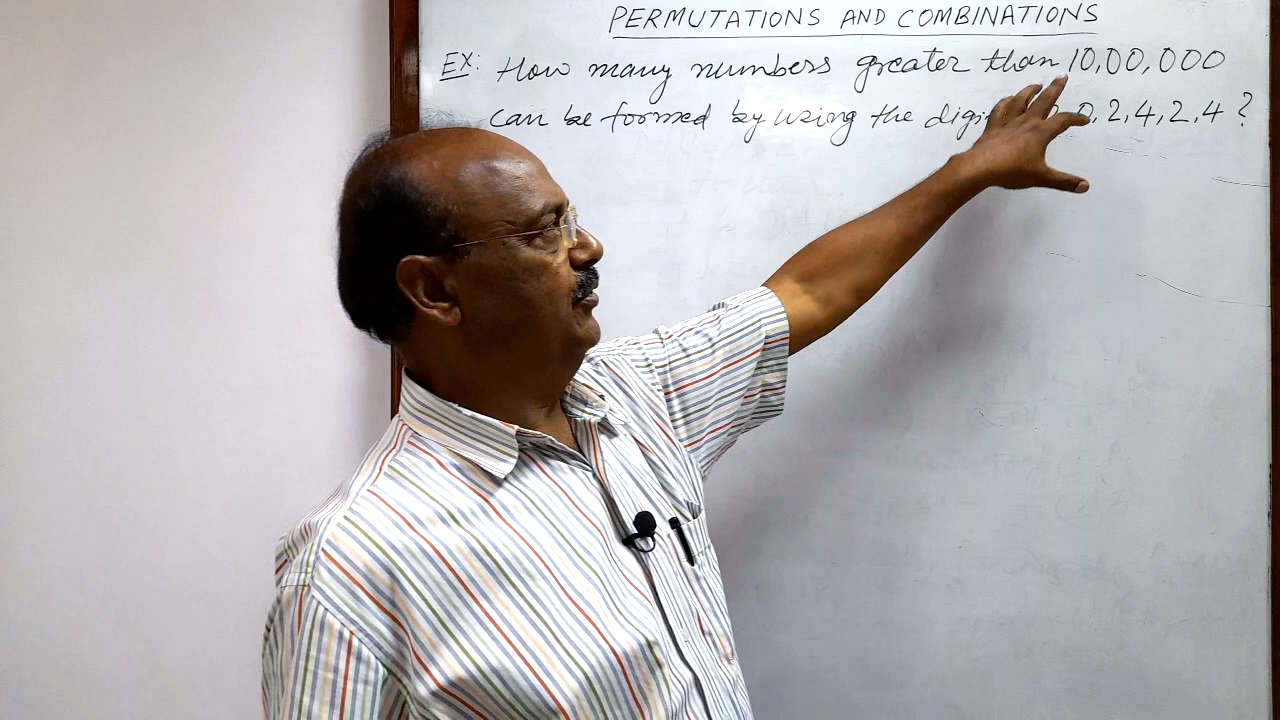 PERMUTATIONS AND COMBINATIONS
EX: How many numbers greater than 10,00,000
can be formed by using the 0,2,4,2,4 ?